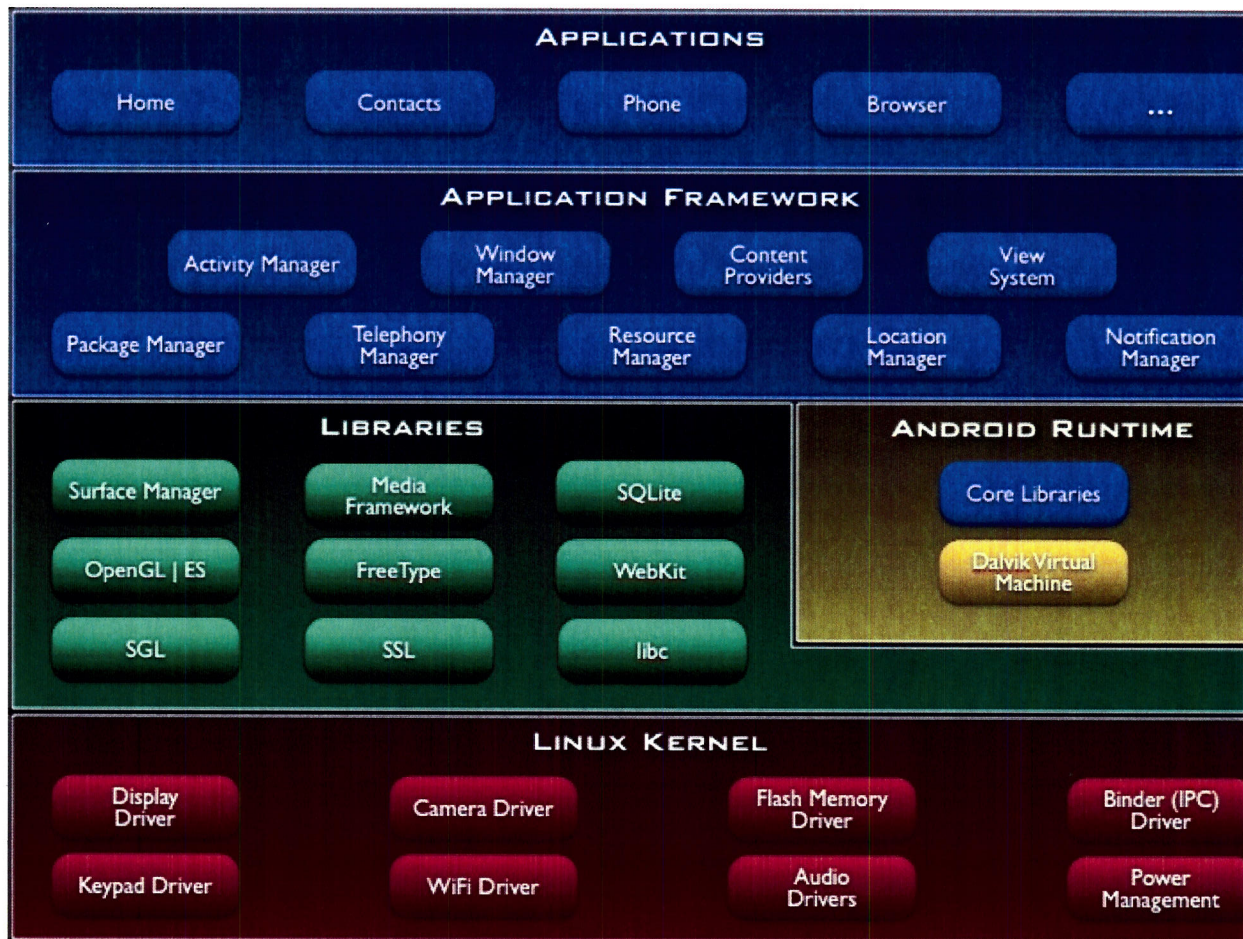 APPLICATIONS
Home
Contacts
Phone
Browser
...
APPLICATION FRAMEWORK
Activity Manager
Window
Manager
Content
Providers
View
System
Package Manager
Telephony
Manager
Resource
Manager
Location
Manager
Notification
Manager
LIBRARIES
Surface Manager
Media
Framework
SQLite
OpenGL | ES
FreeType
WebKit
SGL
SSL
libc
ANDROID RUNTIME
Core Libraries
Dalvik Virtual
Machine
LINUX KERNEL
Display
Driver
Camera Driver
Flash Memory
Driver
Binder (IPC)
Driver
Keypad Driver
WiFi Driver
Audio
Drivers
Power
Management